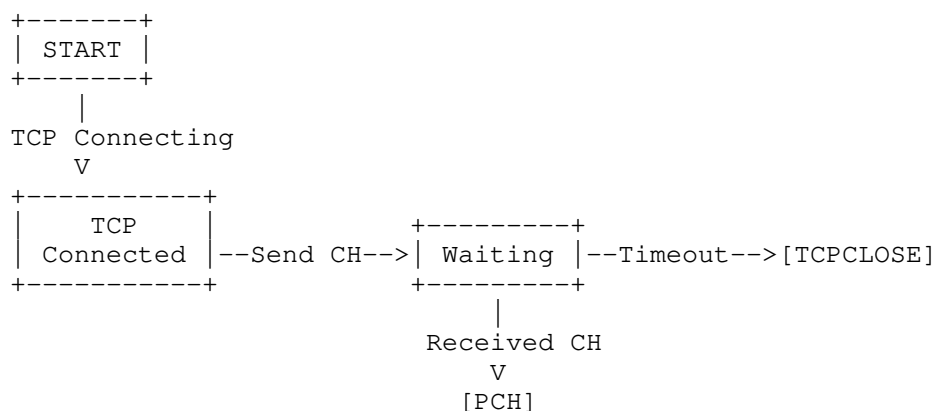 START
TCP Connecting
V
TCP
Connected --Send CH--> Waiting --Timeout-->[TCPCLOSE]
Received CH
V
[PCH]